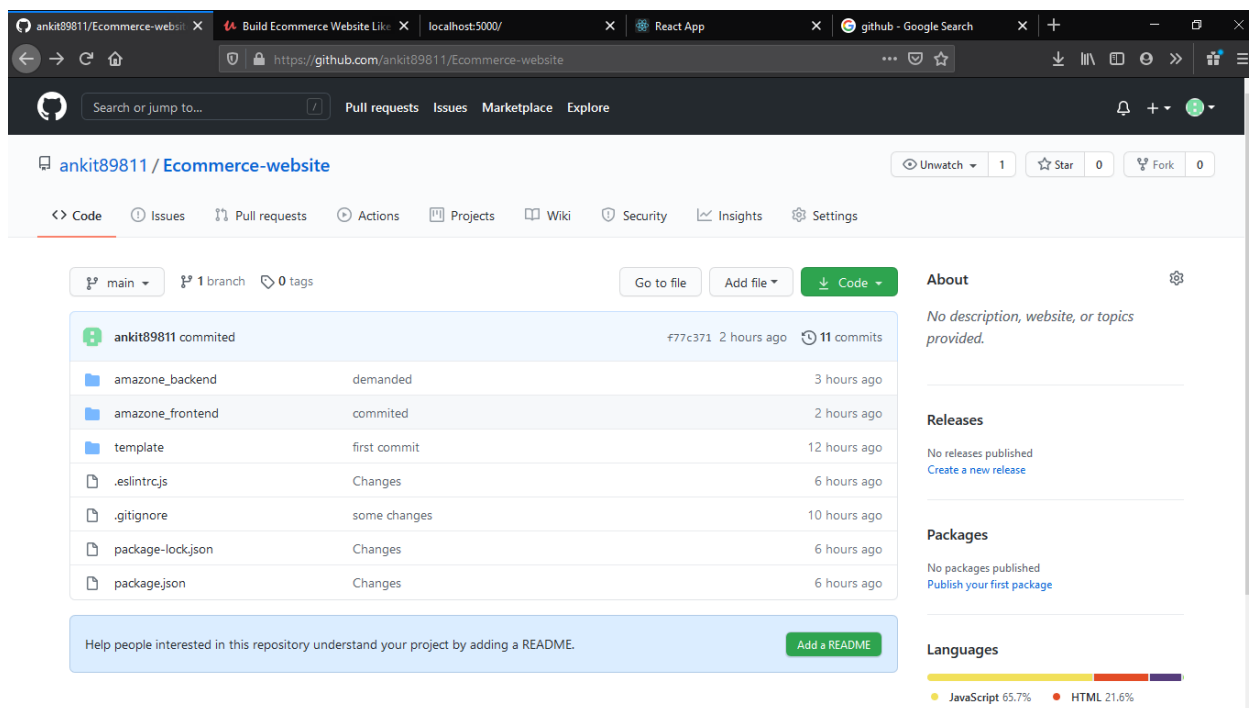 ankit89811/Ecommerce-websit
Build Ecommerce Website Like
localhost:5000/
React App
github - Google Search
https://github.com/ankit89811/Ecommerce-website
Search or jump to... /
Pull requests Issues Marketplace Explore
ankit89811 / Ecommerce-website
Unwatch 1 Star 0 Fork 0
Code Issues Pull requests Actions Projects Wiki Security Insights Settings
main 1 branch 0 tags Go to file Add file Code
ankit89811 commited f77c371 2 hours ago 11 commits
amazone_backend demanded 3 hours ago
amazone_frontend commited 2 hours ago
template first commit 12 hours ago
.eslintrc.js Changes 6 hours ago
.gitignore some changes 10 hours ago
package-lock.json Changes 6 hours ago
package.json Changes 6 hours ago
Help people interested in this repository understand your project by adding a README. Add a README
About
No description, website, or topics
provided.
Releases
No releases published
Create a new release
Packages
No packages published
Publish your first package
Languages
JavaScript 65.7% HTML 21.6%